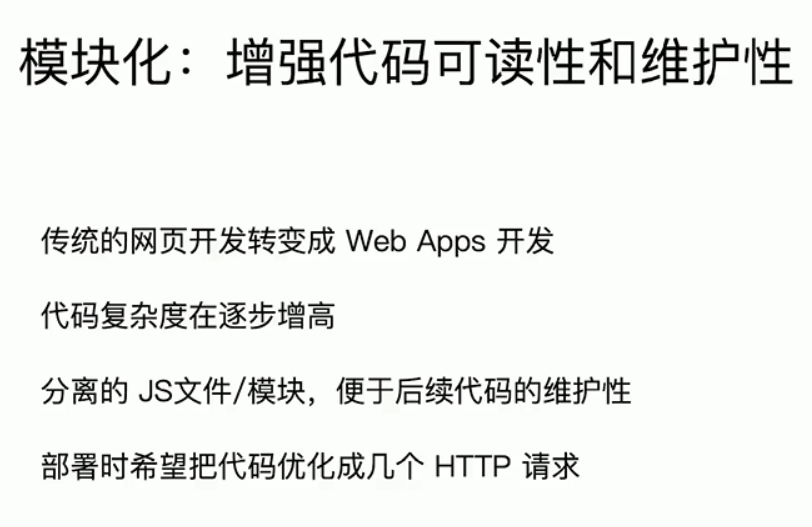 模块化：增强代码可读性和维护性
传统的网页开发转变成 Web Apps 开发
代码复杂度在逐步增高
分离的 JS文件/模块，便于后续代码的维护性
部署时希望把代码优化成几个 HTTP 请求